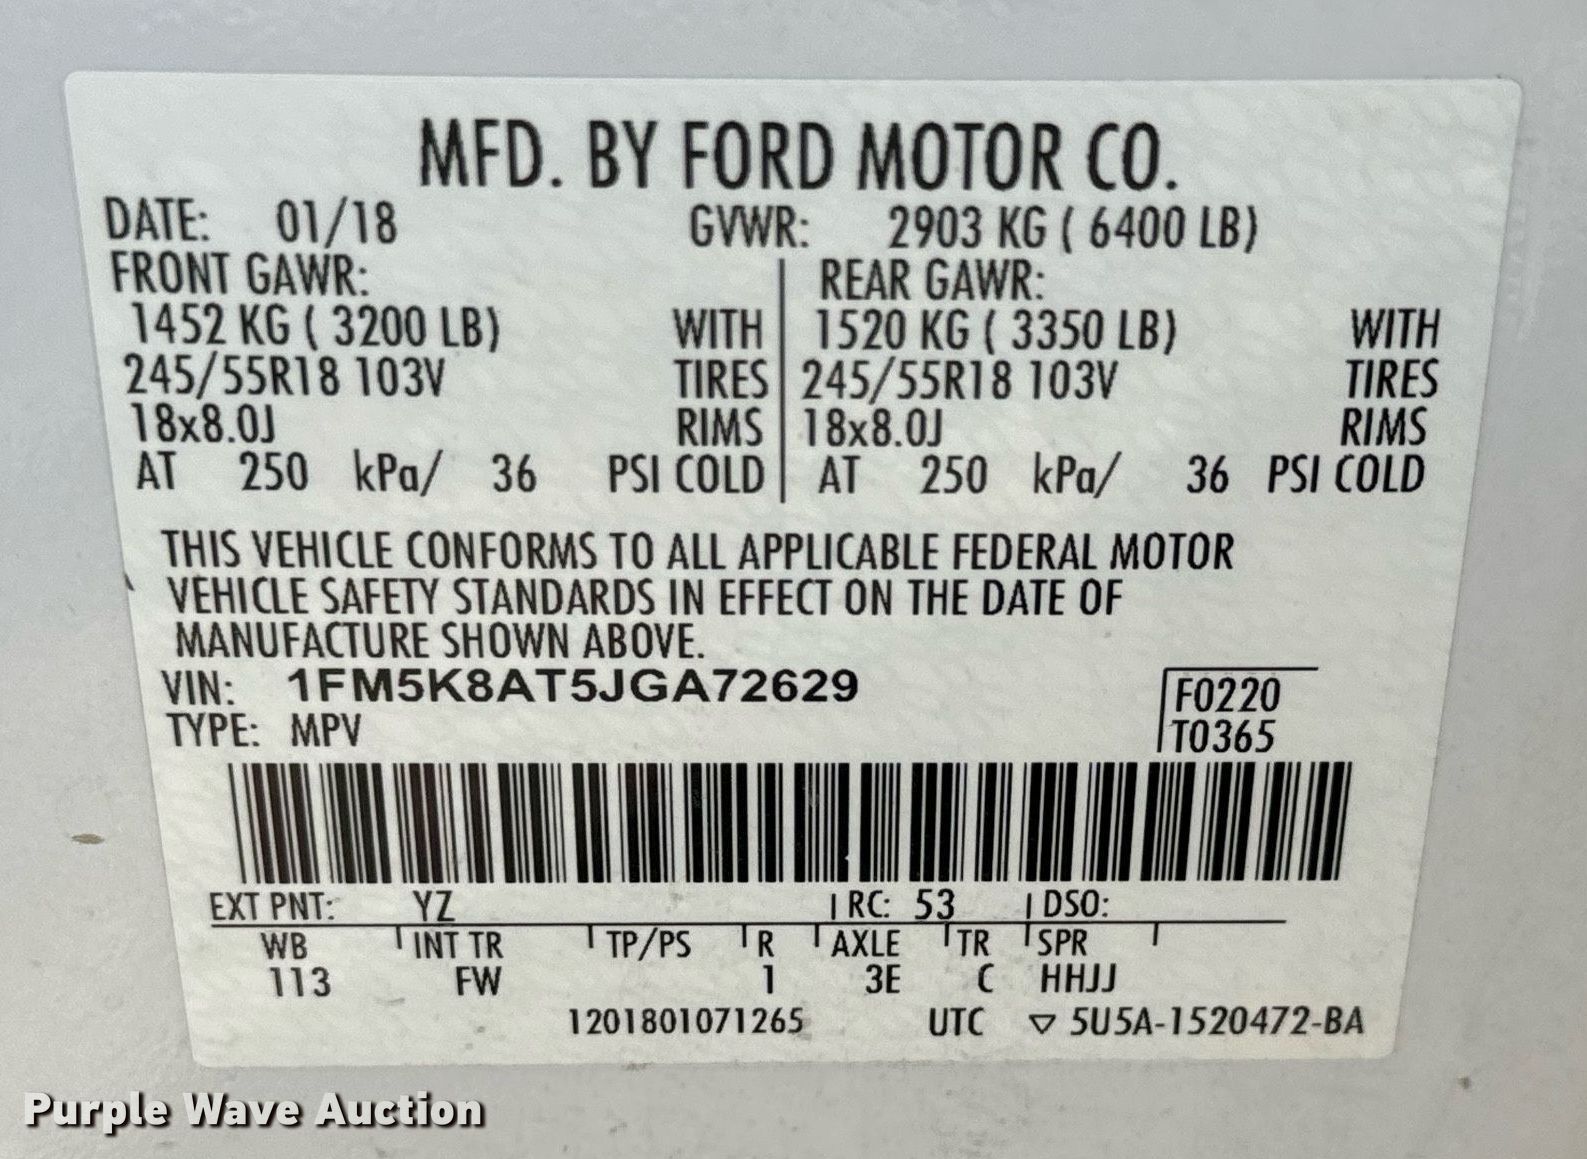 MFD. BY FORD MOTOR CO.
DATE: 01/18 GVWR: 2903 KG ( 6400 LB)
FRONT GAWR: REAR GAWR:
1452 KG ( 3200 LB) WITH 1520 KG ( 3350 LB) WITH
245/55R18 103V TIRES 245/55R18 103V TIRES
18x8.0J RIMS 18x8.0J RIMS
AT 250 kPa/ 36 PSI COLD AT 250 kPa/ 36 PSI COLD
THIS VEHICLE CONFORMS TO ALL APPLICABLE FEDERAL MOTOR
VEHICLE SAFETY STANDARDS IN EFFECT ON THE DATE OF
MANUFACTURE SHOWN ABOVE.
VIN: 1FM5K8AT5JGA72629 F0220
TYPE: MPV T0365
EXT PNT: YZ RC: 53 DSO:
WB INT TR TP/PS R AXLE TR SPR
113 FW 1 3E C HHJJ
1201801071265 UTC ▽ 5U5A-1520472-BA
Purple Wave Auction